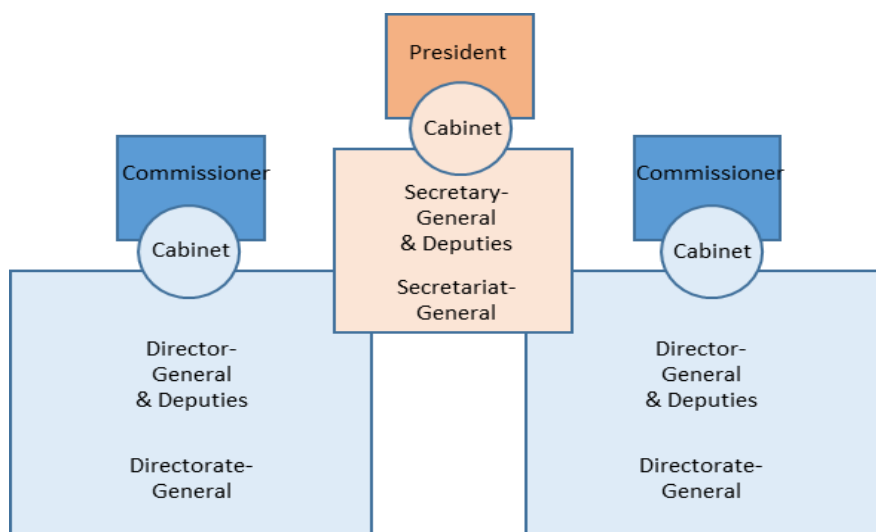 President
Cabinet
Commissioner
Cabinet
Secretary-
General
& Deputies
Secretariat-
General
Commissioner
Cabinet
Director-
General
& Deputies
Directorate-
General
Director-
General
& Deputies
Directorate-
General